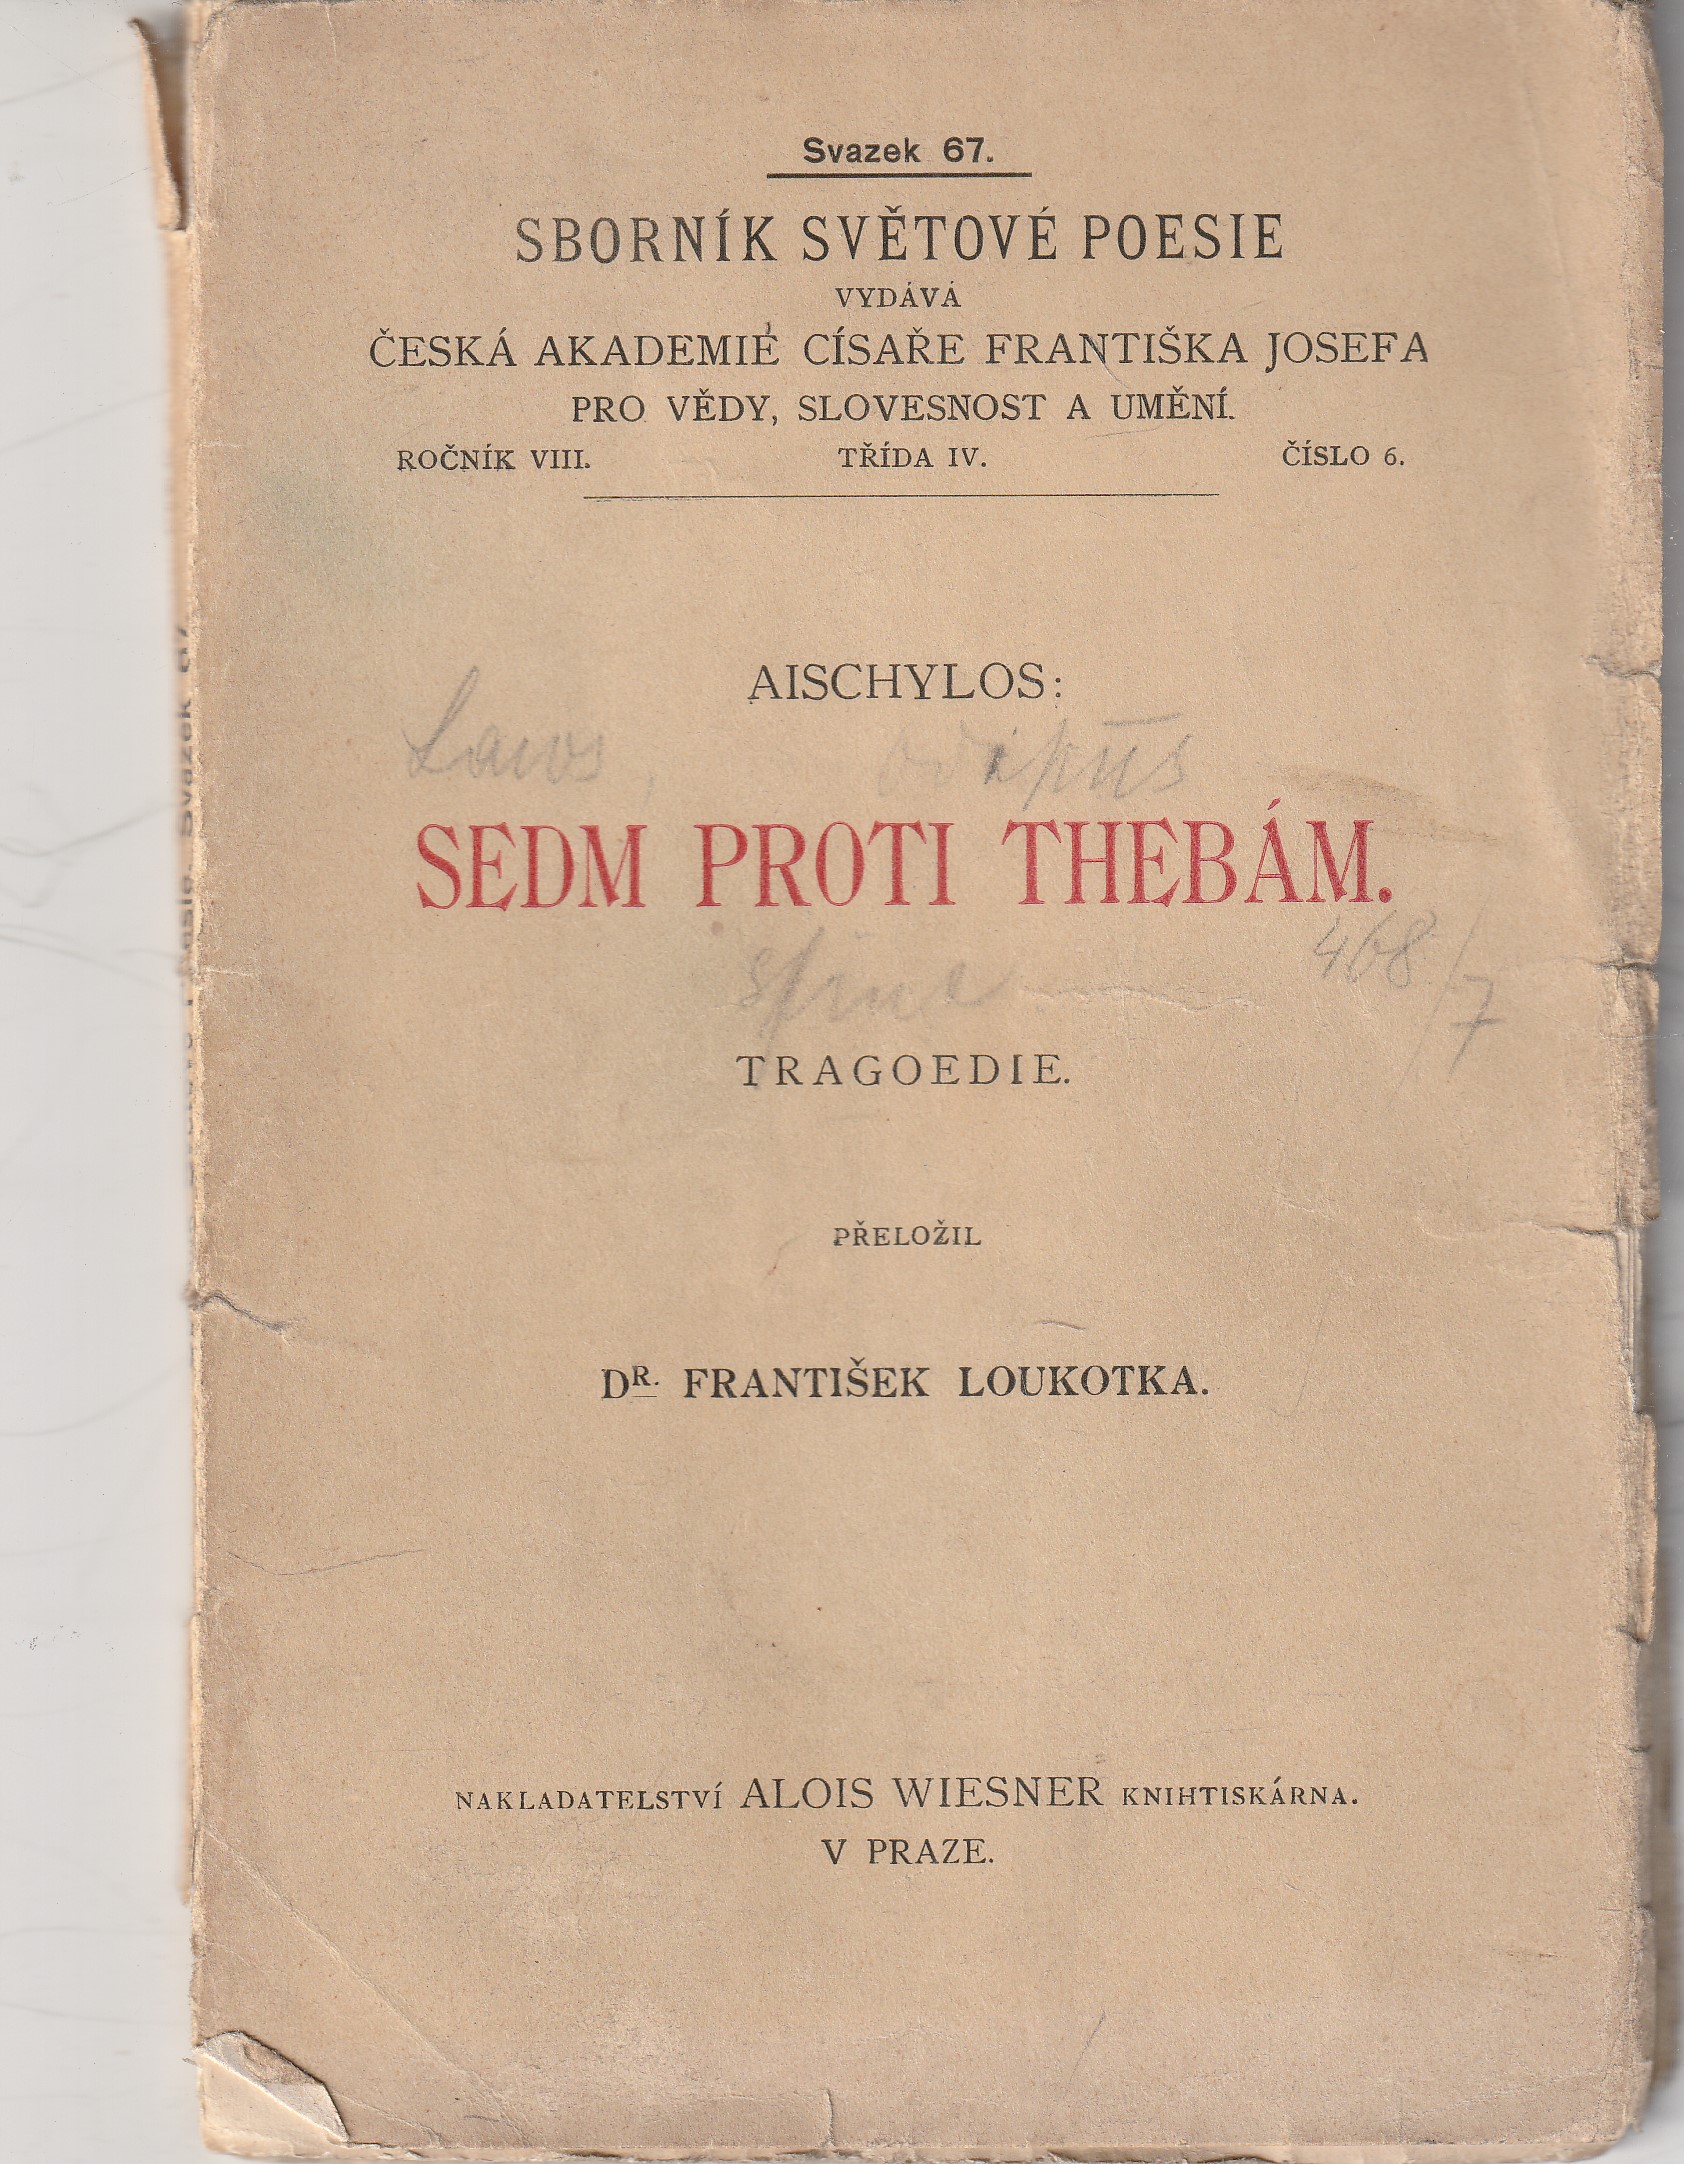 Svazek 67.
SBORNÍK SVĚTOVÉ POESIE
VYDÁVÁ
ČESKÁ AKADEMIE CÍSAŘE FRANTIŠKA JOSEFA
PRO VĚDY, SLOVESNOST A UMĚNÍ.
ROČNÍK VIII. TŘÍDA IV. ČÍSLO 6.
AISCHYLOS:
SEDM PROTI THEBÁM.
468/7
TRAGOEDIE.
PŘELOŽIL
DR. FRANTIŠEK LOUKOTKA.
NAKLADATELSTVÍ ALOIS WIESNER KNIHTISKÁRNA.
V PRAZE.